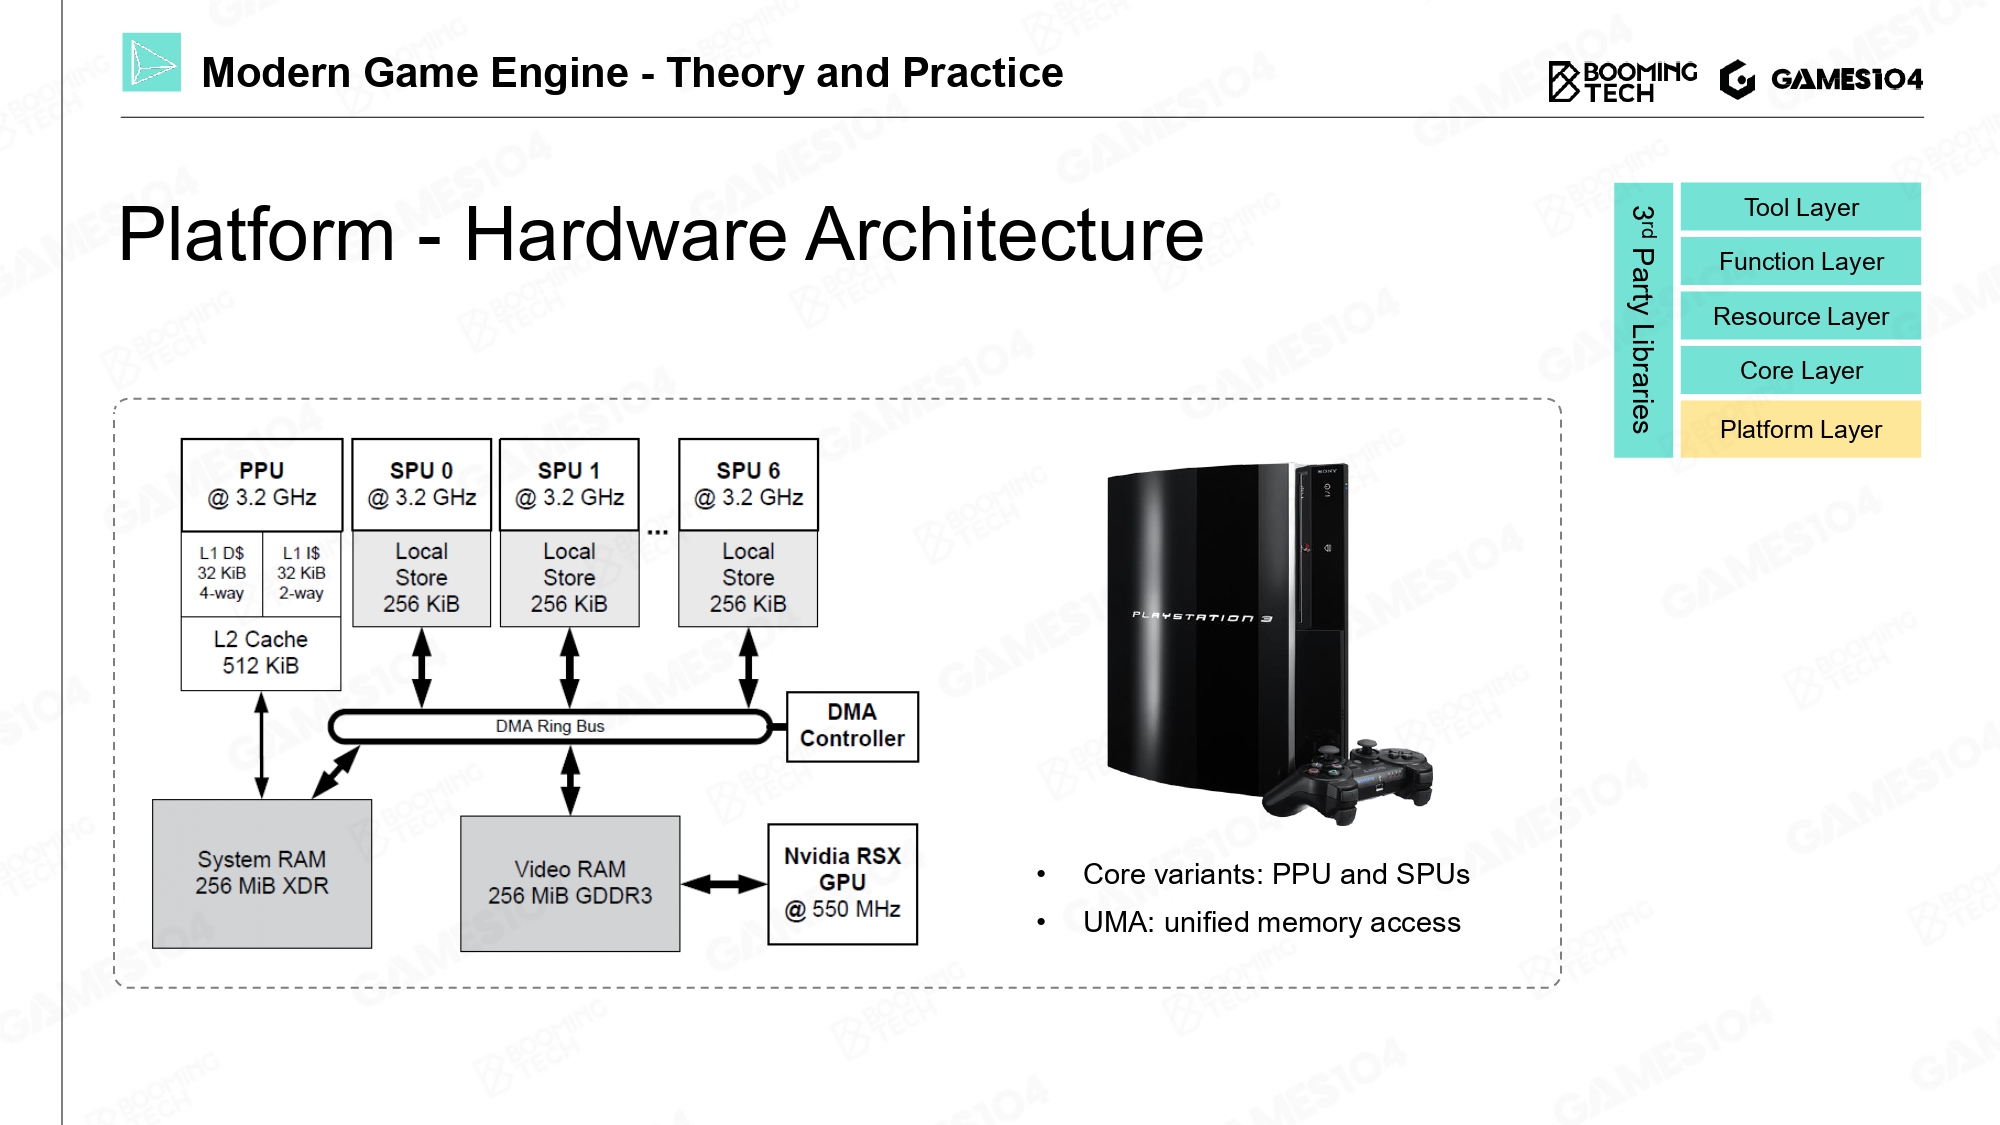 Modern Game Engine - Theory and Practice
BOOMING
TECH
GAMES104
Platform - Hardware Architecture
3rd Party Libraries
Tool Layer
Function Layer
Resource Layer
Core Layer
Platform Layer
PPU
@ 3.2 GHz
L1 D$
32 KiB
4-way
L1 I$
32 KiB
2-way
L2 Cache
512 KiB
SPU 0
@ 3.2 GHz
Local
Store
256 KiB
SPU 1
@ 3.2 GHz
Local
Store
256 KiB
...
SPU 6
@ 3.2 GHz
Local
Store
256 KiB
DMA Ring Bus
DMA
Controller
System RAM
256 MiB XDR
Video RAM
256 MiB GDDR3
Nvidia RSX
GPU
@ 550 MHz
SONY
PLAYSTATION 3
• Core variants: PPU and SPUs
• UMA: unified memory access